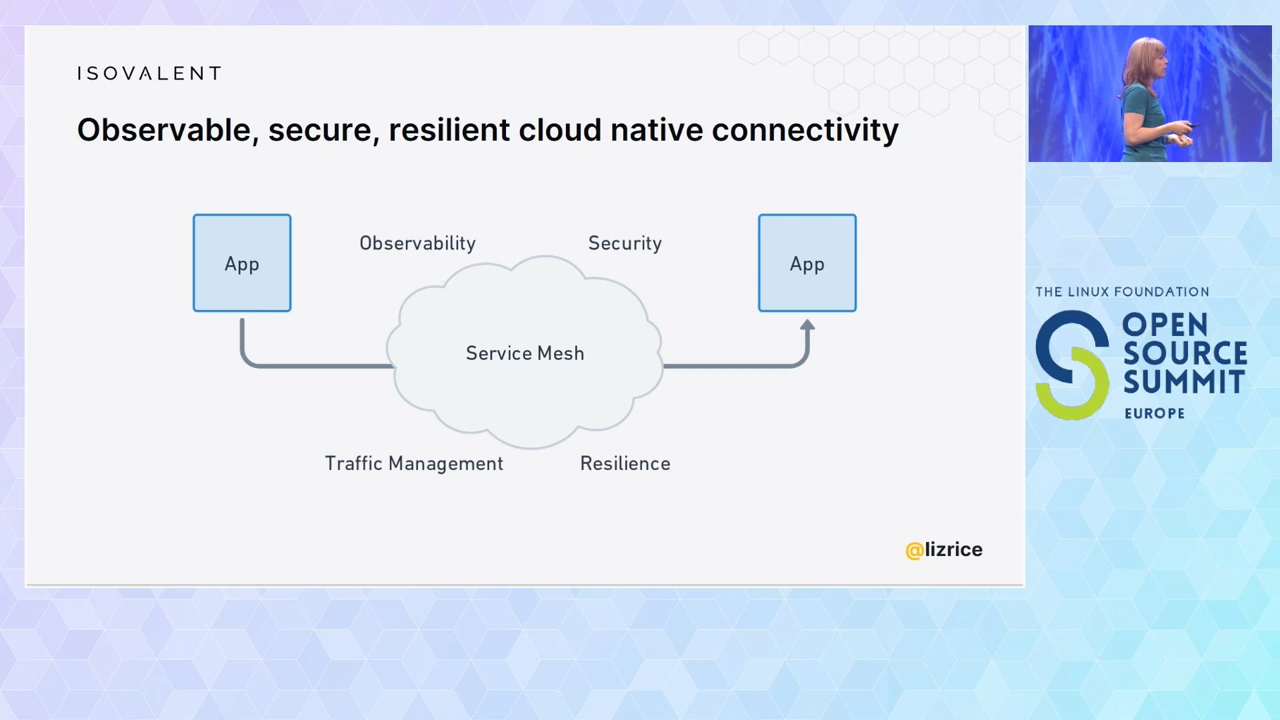 ISOVALENT
Observable, secure, resilient cloud native connectivity
App
Observability
Security
App
Service Mesh
Traffic Management
Resilience
@lizrice
THE LINUX FOUNDATION
OPEN
SOURCE
SUMMIT
EUROPE